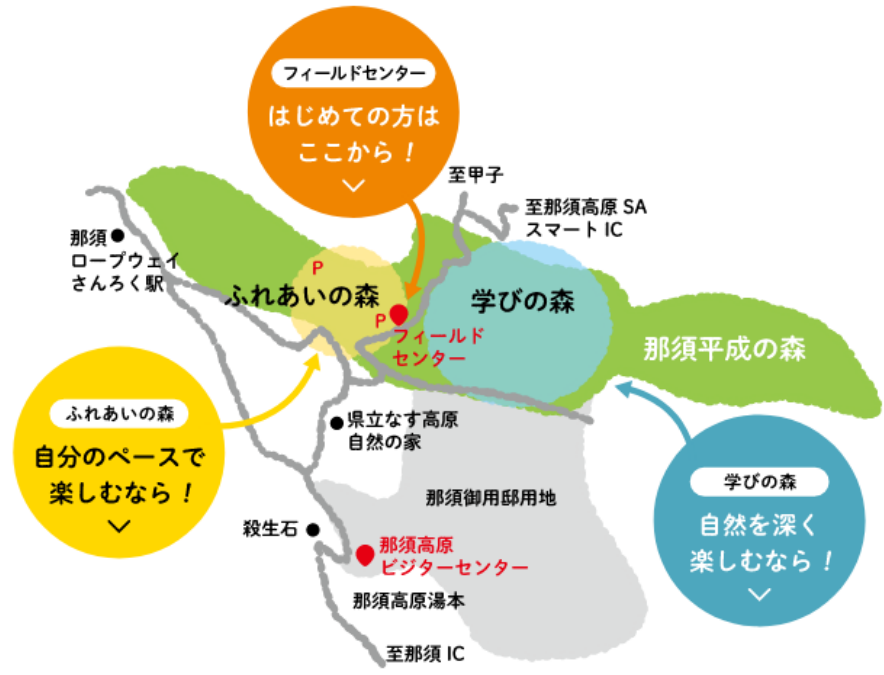 フィールドセンター
はじめての方は
ここから！
至甲子
至那須高原 SA
スマート IC
那須
ロープウェイ
さんろく駅
P
ふれあいの森
P
フィールド
センター
学びの森
那須平成の森
ふれあいの森
自分のペースで
楽しむなら！
県立なす高原
自然の家
学びの森
自然を深く
楽しむなら！
那須御用邸用地
殺生石
那須高原
ビジターセンター
那須高原湯本
至那須 IC